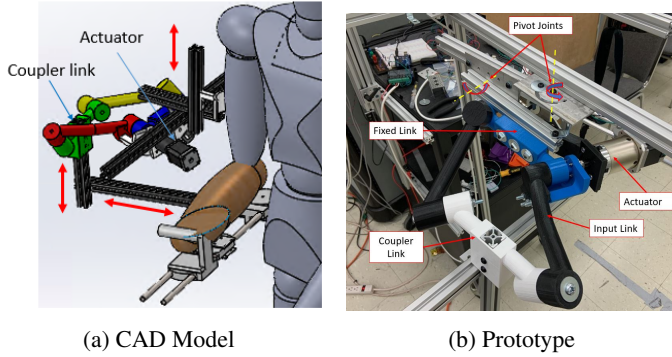 Actuator
Coupler link
Pivot Joints
Fixed Link
Actuator
Input Link
Coupler
Link
(a) CAD Model
(b) Prototype